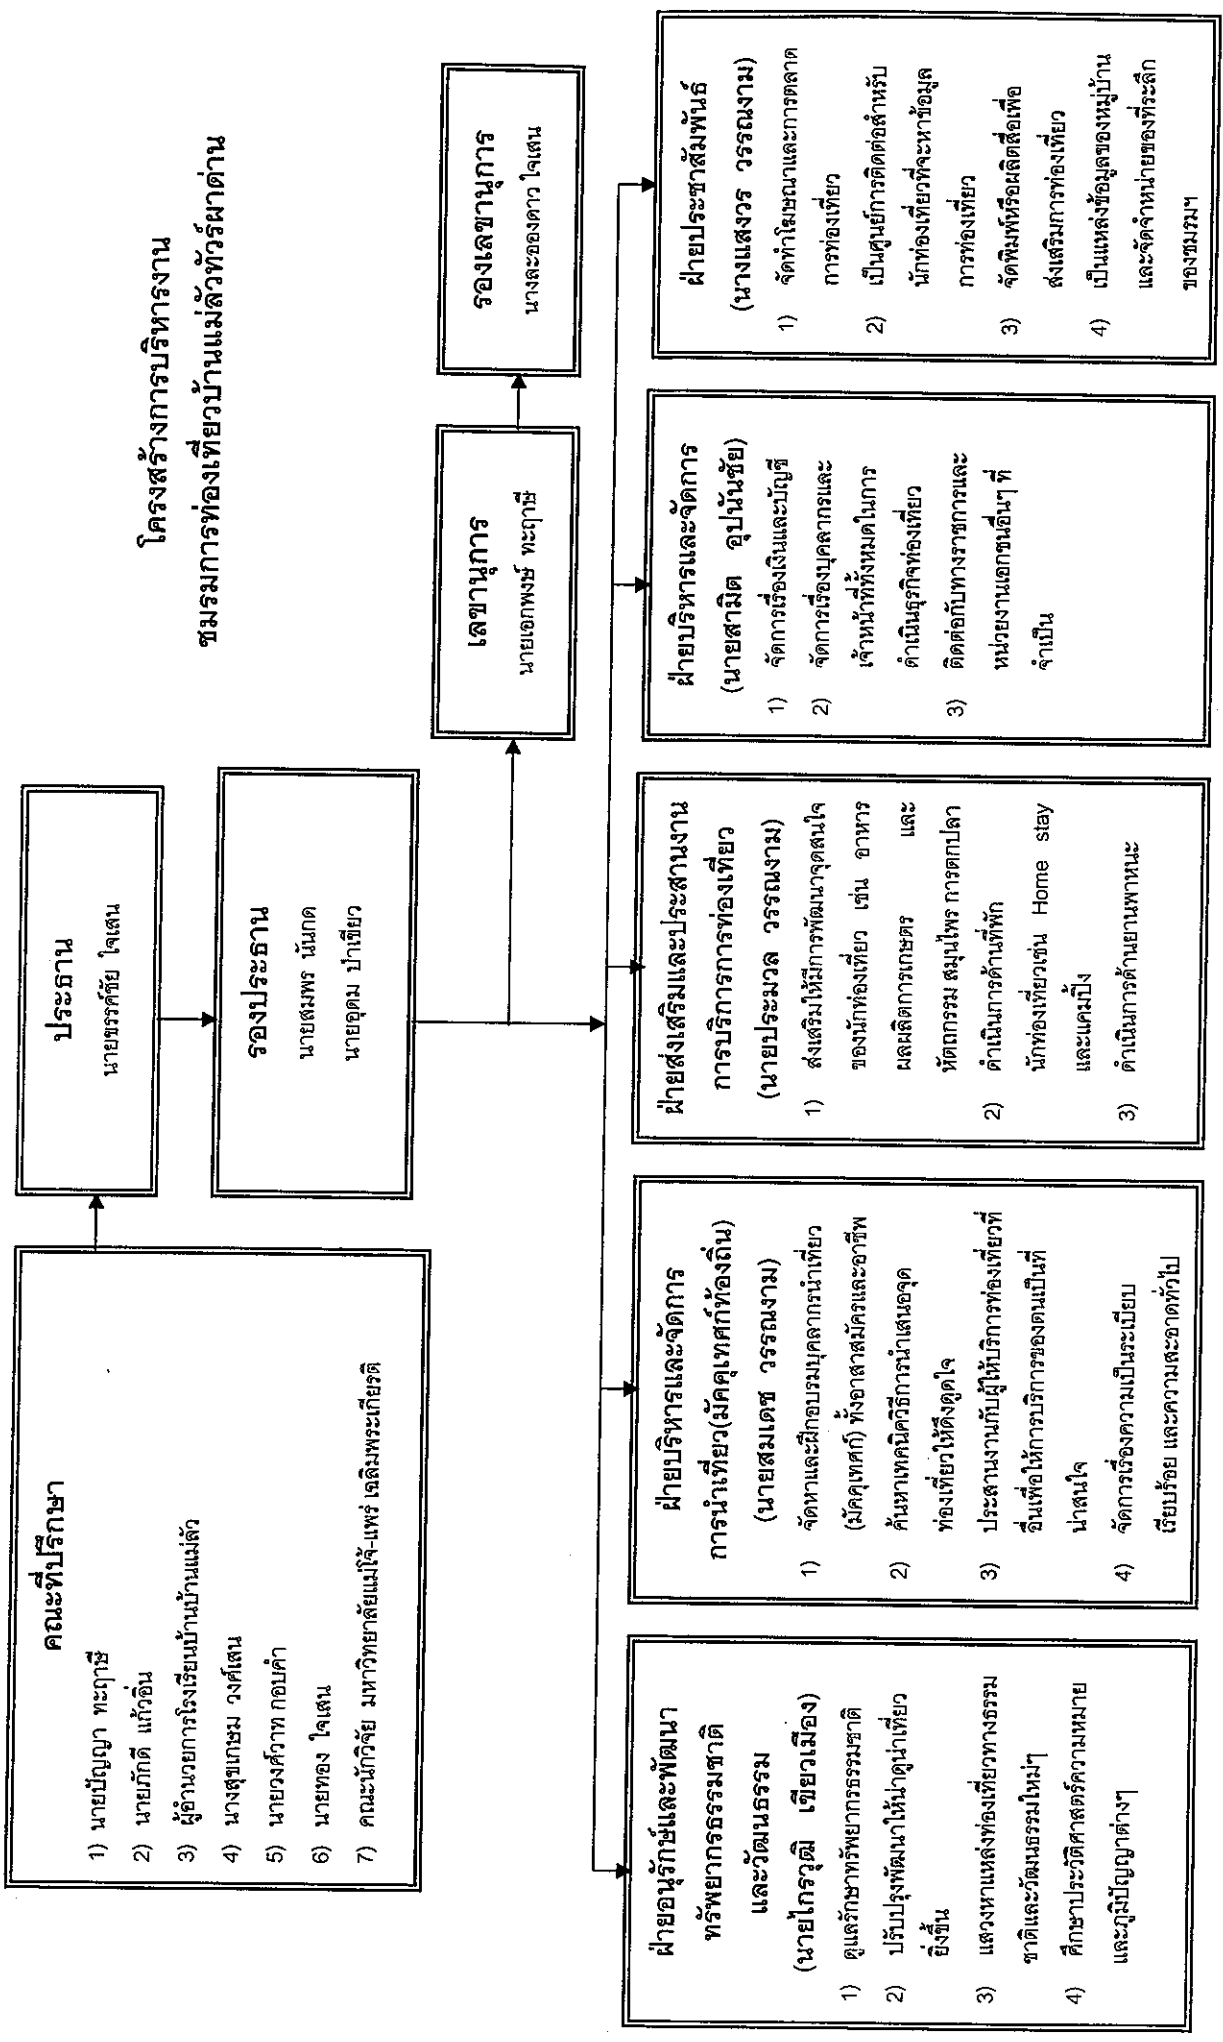 โครงสร้างการบริหารงาน
ชมรมการท่องเที่ยวบ้านแม่ลัวทัวร์ผาด่าน
คณะที่ปรึกษา
1) นายปัญญา ทะฤาษี
2) นายภักดี แก้วอิ่น
3) ผู้อำนวยการโรงเรียนบ้านบ้านแม่ลัว
4) นางสุขเกษม วงศ์เสน
5) นายวงศ์วาท กอบคำ
6) นายทอง ใจเสน
7) คณะนักวิจัย มหาวิทยาลัยแม่โจ้-แพร่ เฉลิมพระเกียรติ
ประธาน
นายขรรค์ชัย ใจเสน
รองประธาน
นายสมพร นันกด
นายอุดม ป่าเขียว
เลขานุการ
นายเอกพงษ์ ทะฤาษี
รองเลขานุการ
นางละอองดาว ใจเสน
ฝ่ายอนุรักษ์และพัฒนา
ทรัพยากรธรรมชาติ
และวัฒนธรรม
(นายไกรวุฒิ เขียวเมือง)
1) ดูแลรักษาทรัพยากรธรรมชาติ
2) ปรับปรุงพัฒนาให้น่าดูน่าเที่ยว
ยิ่งขึ้น
3) แสวงหาแหล่งท่องเที่ยวทางธรรม
ชาติและวัฒนธรรมใหม่ๆ
4) ศึกษาประวัติศาสตร์ความหมาย
และภูมิปัญญาต่างๆ
ฝ่ายบริหารและจัดการ
การนำเที่ยว(มัคคุเทศก์ท้องถิ่น)
(นายสมเดช วรรณงาม)
1) จัดหาและฝึกอบรมบุคลากรนำเที่ยว
(มัคคุเทศก์) ทั้งอาสาสมัครและอาชีพ
2) ค้นหาเทคนิควิธีการนำเสนอจุด
ท่องเที่ยวให้ดึงดูดใจ
3) ประสานงานกับผู้ให้บริการท่องเที่ยวที่
อื่นเพื่อให้การบริการของตนเป็นที่
น่าสนใจ
4) จัดการเรื่องความเป็นระเบียบ
เรียบร้อย และความสะอาดทั่วไป
ฝ่ายส่งเสริมและประสานงาน
การบริการการท่องเที่ยว
(นายประมวล วรรณงาม)
1) ส่งเสริมให้มีการพัฒนาจุดสนใจ
ของนักท่องเที่ยว เช่น อาหาร
ผลผลิตการเกษตร และ
หัตถกรรม สมุนไพร การตกปลา
2) ดำเนินการด้านที่พัก
นักท่องเที่ยวเช่น Home stay
และแคมป์ปิง
3) ดำเนินการด้านยานพาหนะ
ฝ่ายบริหารและจัดการ
(นายสามิต อุปนันชัย)
1) จัดการเรื่องเงินและบัญชี
2) จัดการเรื่องบุคลากรและ
เจ้าหน้าที่ทั้งหมดในการ
ดำเนินธุรกิจท่องเที่ยว
3) ติดต่อกับทางราชการและ
หน่วยงานเอกชนอื่นๆ ที่
จำเป็น
ฝ่ายประชาสัมพันธ์
(นางแสงวร วรรณงาม)
1) จัดทำโฆษณาและการตลาด
การท่องเที่ยว
2) เป็นศูนย์การติดต่อสำหรับ
นักท่องเที่ยวที่จะหาข้อมูล
การท่องเที่ยว
3) จัดพิมพ์หรือผลิตสื่อเพื่อ
ส่งเสริมการท่องเที่ยว
4) เป็นแหล่งข้อมูลของหมู่บ้าน
และจัดจำหน่ายของที่ระลึก
ของชมรมฯ